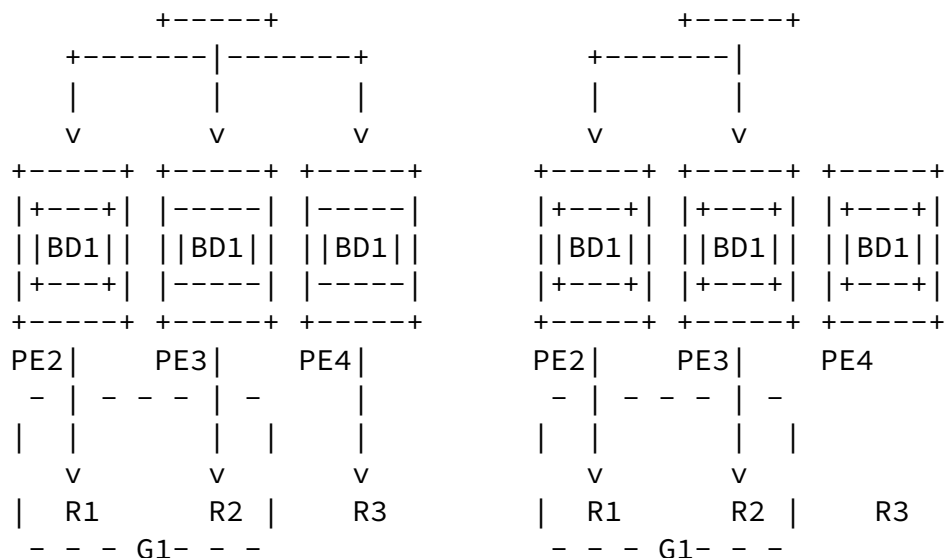 +-----+                              +-----+
       +-------|-------+                    +-------|
       |       |       |                    |       |
       v       v       v                    v       v
    +-----+ +-----+ +-----+              +-----+ +-----+ +-----+
    |+---+| |-----| |-----|              |+---+| |+---+| |+---+|
    ||BD1|| ||BD1|| ||BD1||              ||BD1|| ||BD1|| ||BD1||
    |+---+| |-----| |-----|              |+---+| |+---+| |+---+|
    +-----+ +-----+ +-----+              +-----+ +-----+ +-----+
    PE2|    PE3|    PE4|                 PE2|    PE3|    PE4
     - | - - - | -     |                  - | - - - | -
    |  |       |  |    |                 |  |       |  |
       v       v       v                    v       v
    |  R1      R2 |    R3                |  R1      R2 |    R3
     - - - G1- - -                        - - - G1- - -